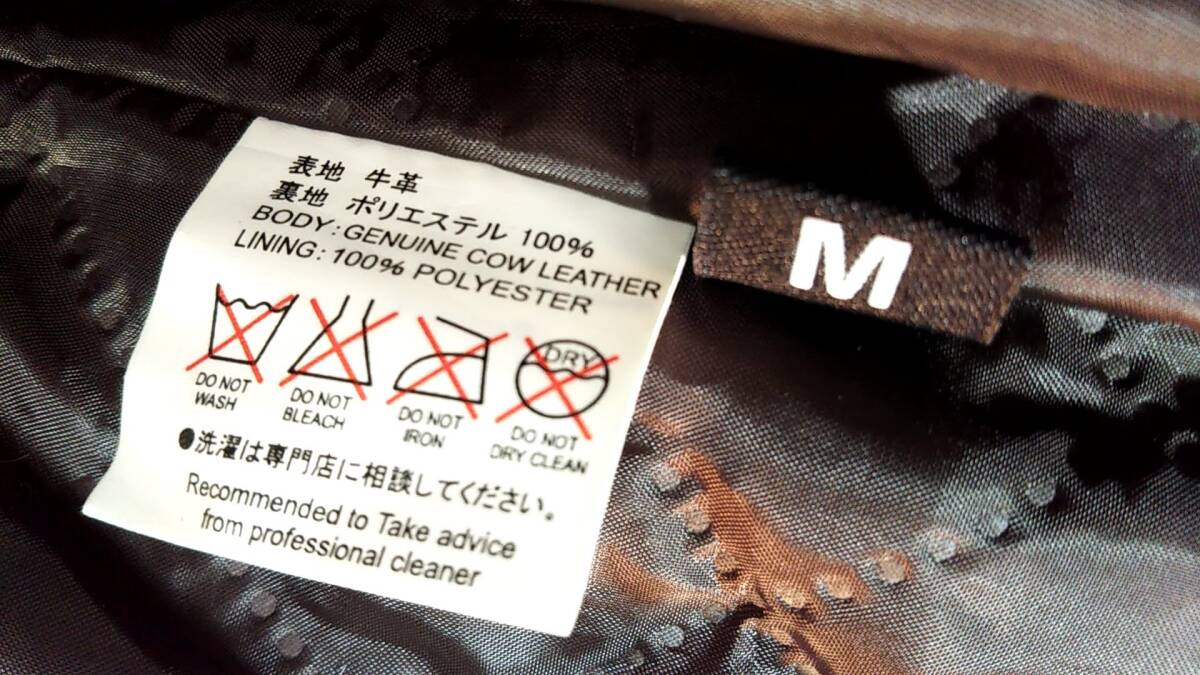 表地 牛革
裏地 ポリエステル 100%
BODY : GENUINE COW LEATHER
LINING : 100% POLYESTER
DRY
DO NOT
WASH
DO NOT
BLEACH
DO NOT
IRON
DO NOT
DRY CLEAN
●洗濯は専門店に相談してください。
Recommended to Take advice
from professional cleaner
M